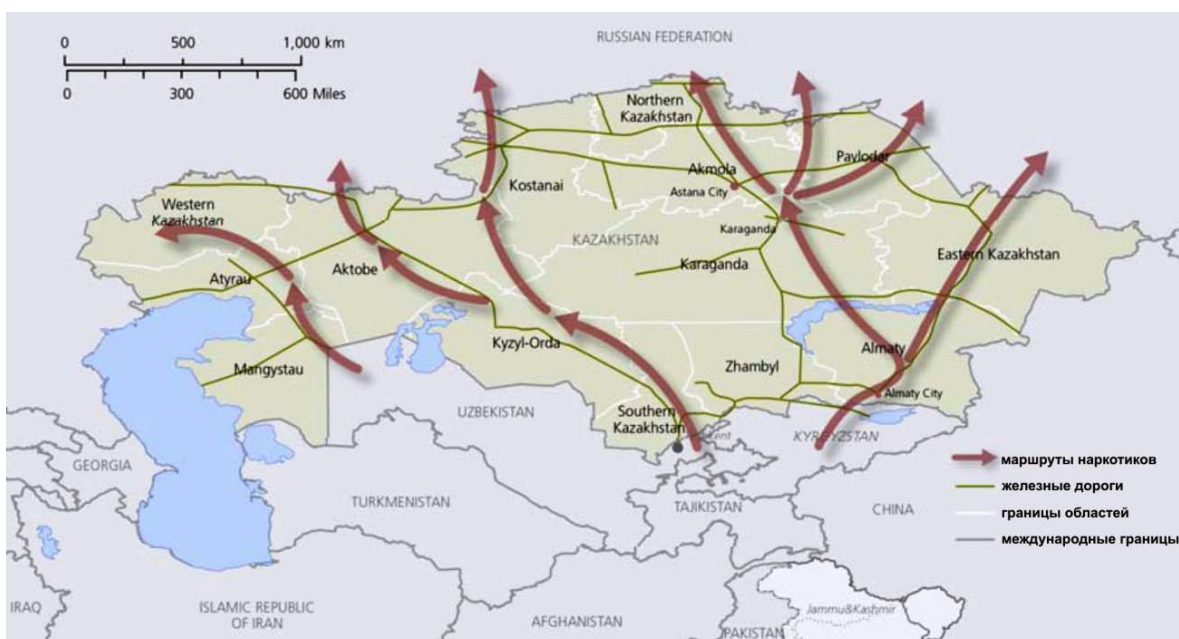 0 500 1,000 km
0 300 600 Miles
RUSSIAN FEDERATION
Northern
Kazakhstan
Pavlodar
Akmola
Kostanai
Astana City
Western
Kazakhstan
Karaganda
KAZAKHSTAN
Eastern Kazakhstan
Karaganda
Aktobe
Atyrau
Kyzyl-Orda
Almaty
Zhambyl
Mangystau
Almaty City
Southern
Kazakhstan
UZBEKISTAN
KYRGYZSTAN
GEORGIA
TURKMENISTAN
TAJIKISTAN
CHINA
маршруты наркотиков
железные дороги
границы областей
международные границы
IRAQ
ISLAMIC REPUBLIC
OF IRAN
AFGHANISTAN
PAKISTAN
Jammu&Kashmir